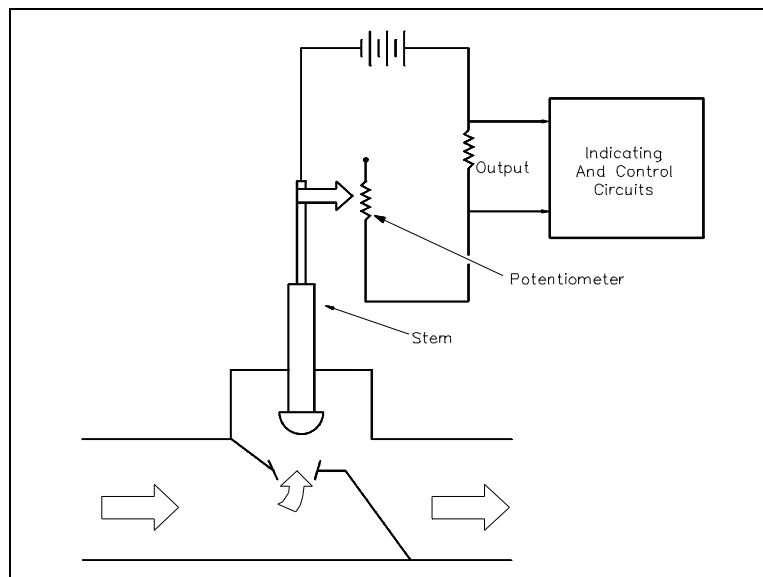 Indicating
And Control
Circuits
Output
Potentiometer
Stem